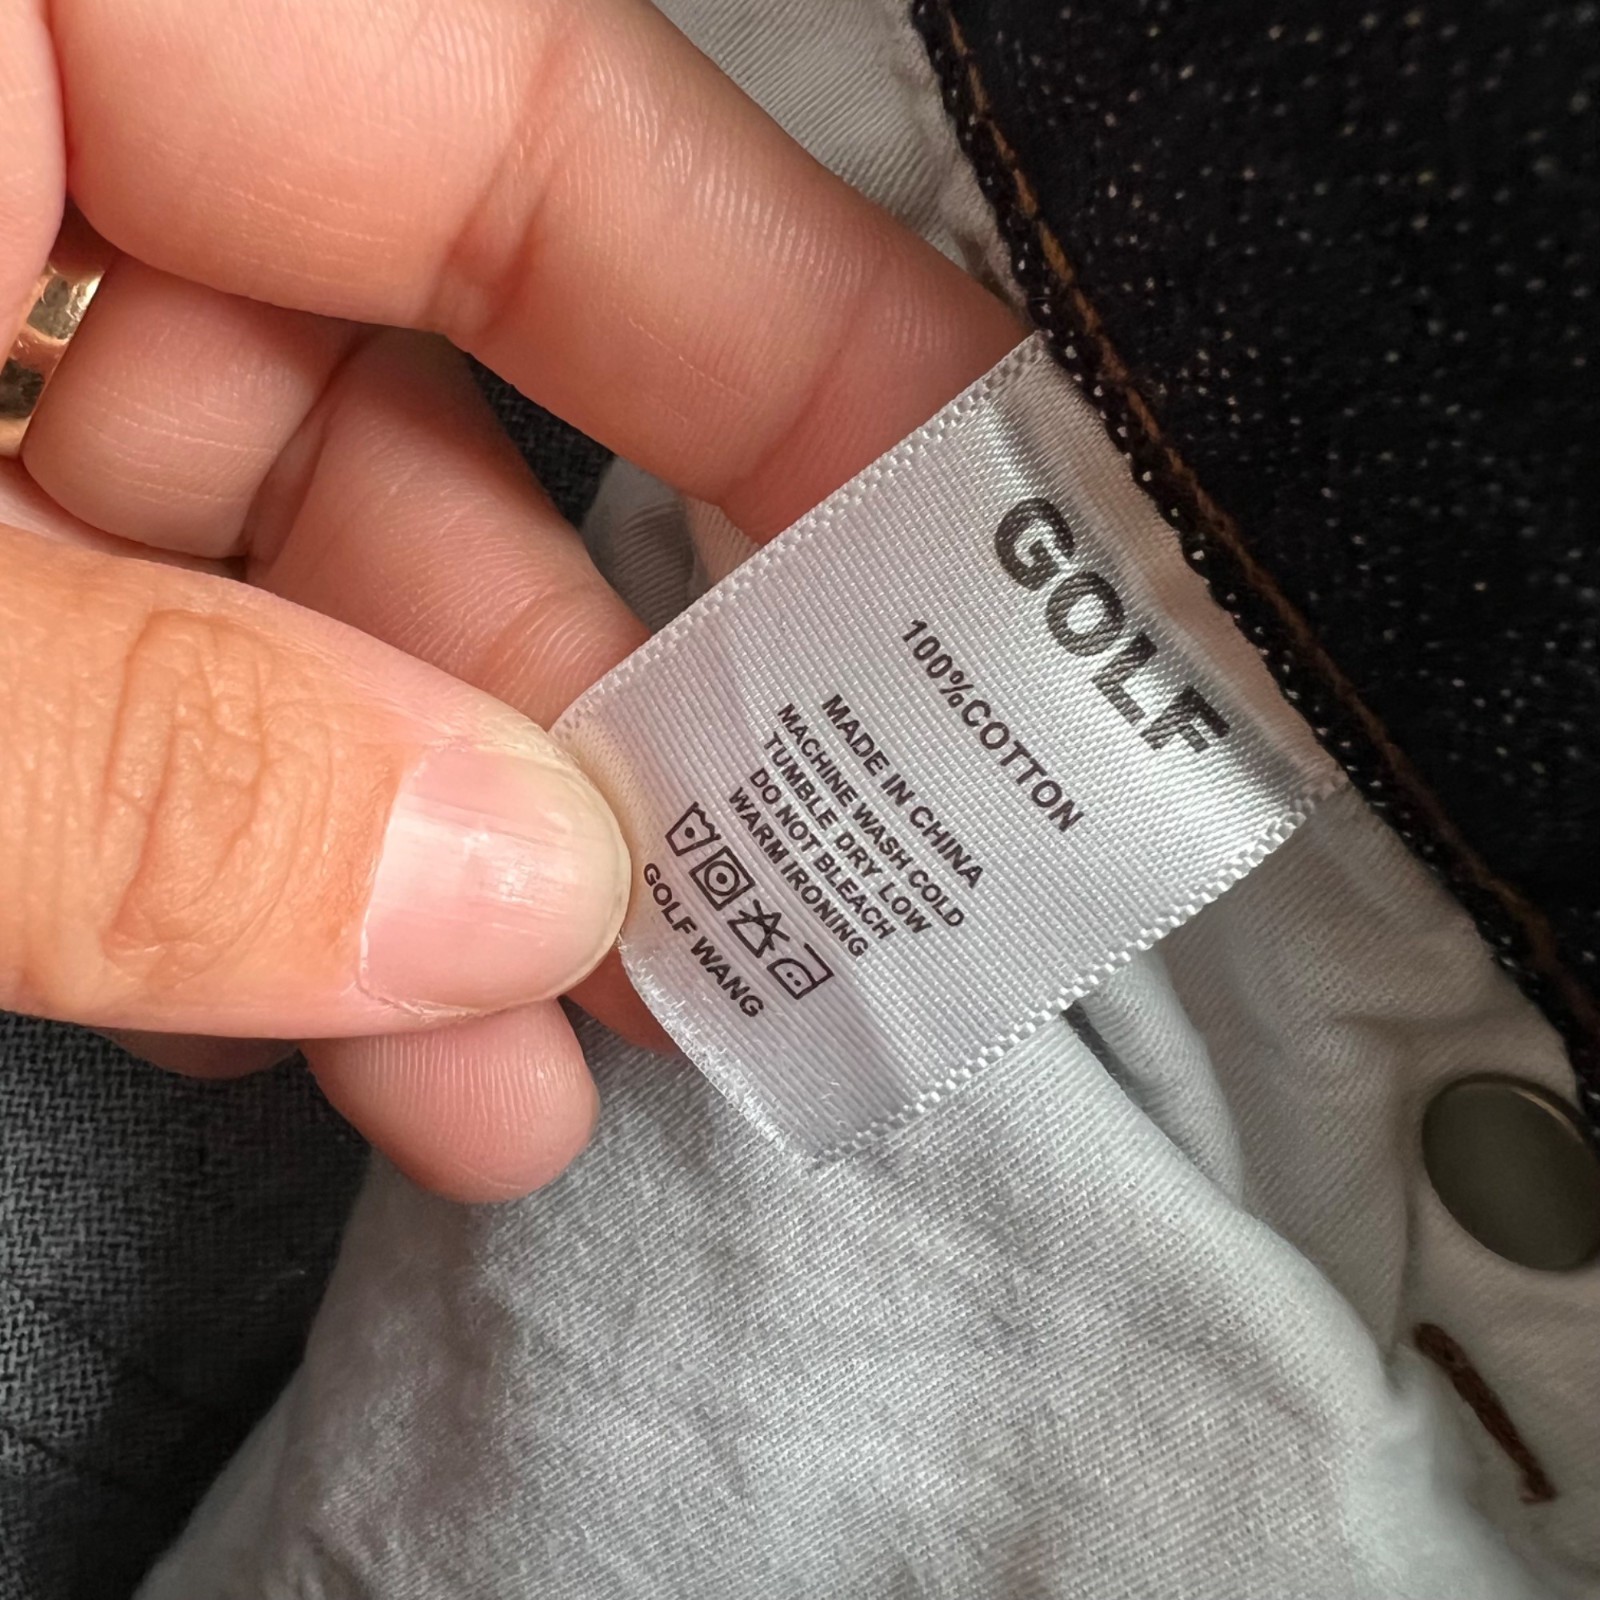 GOLF
100%COTTON
MADE IN CHINA
MACHINE WASH COLD
TUMBLE DRY LOW
DO NOT BLEACH
WARM IRONING
GOLF WANG